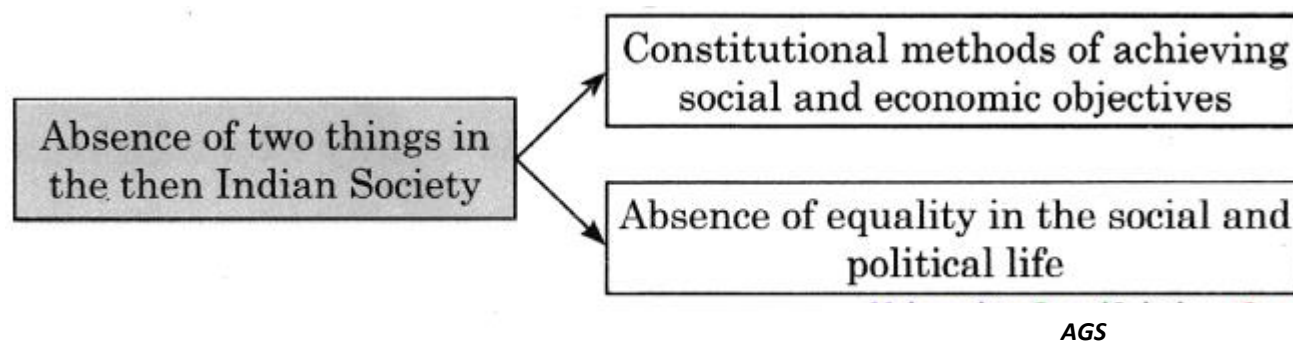 Absence of two things in
the then Indian Society
Constitutional methods of achieving
social and economic objectives
Absence of equality in the social and
political life
AGS